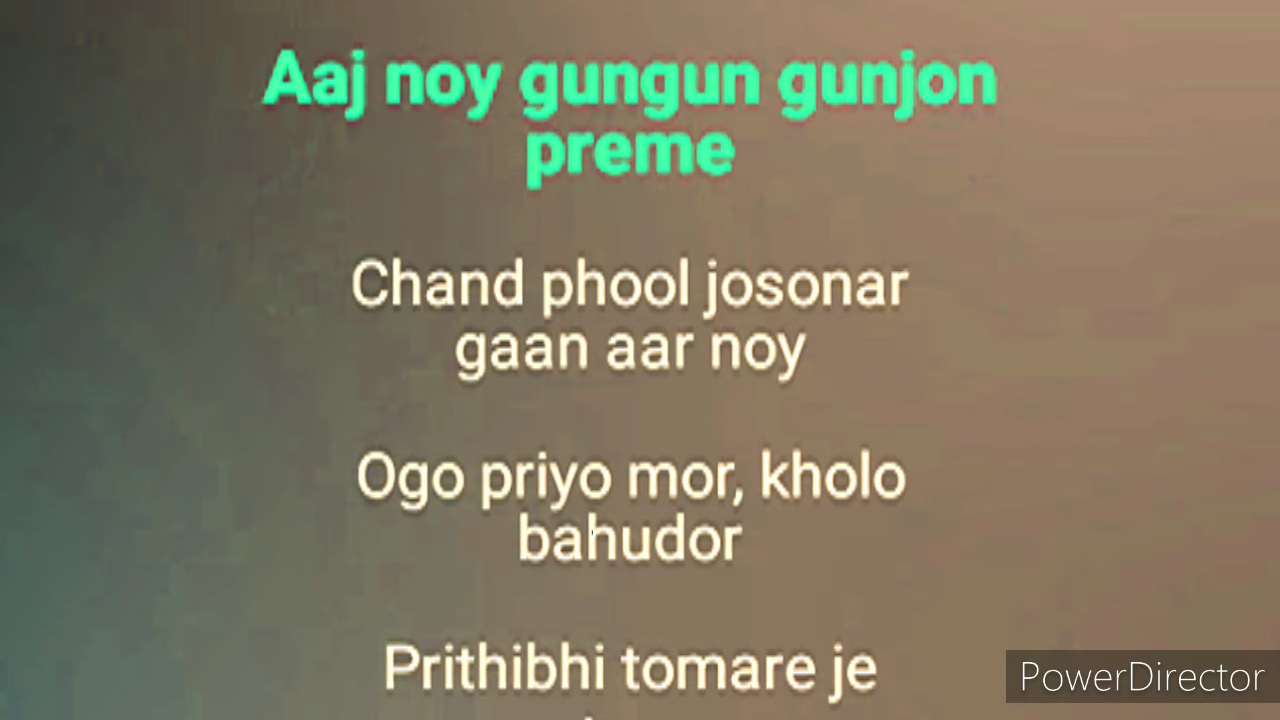 Aaj noy gungun gunjon
preme
Chand phool josonar
gaan aar noy
Ogo priyo mor, kholo
bahudor
Prithibhi tomare je
PowerDirector